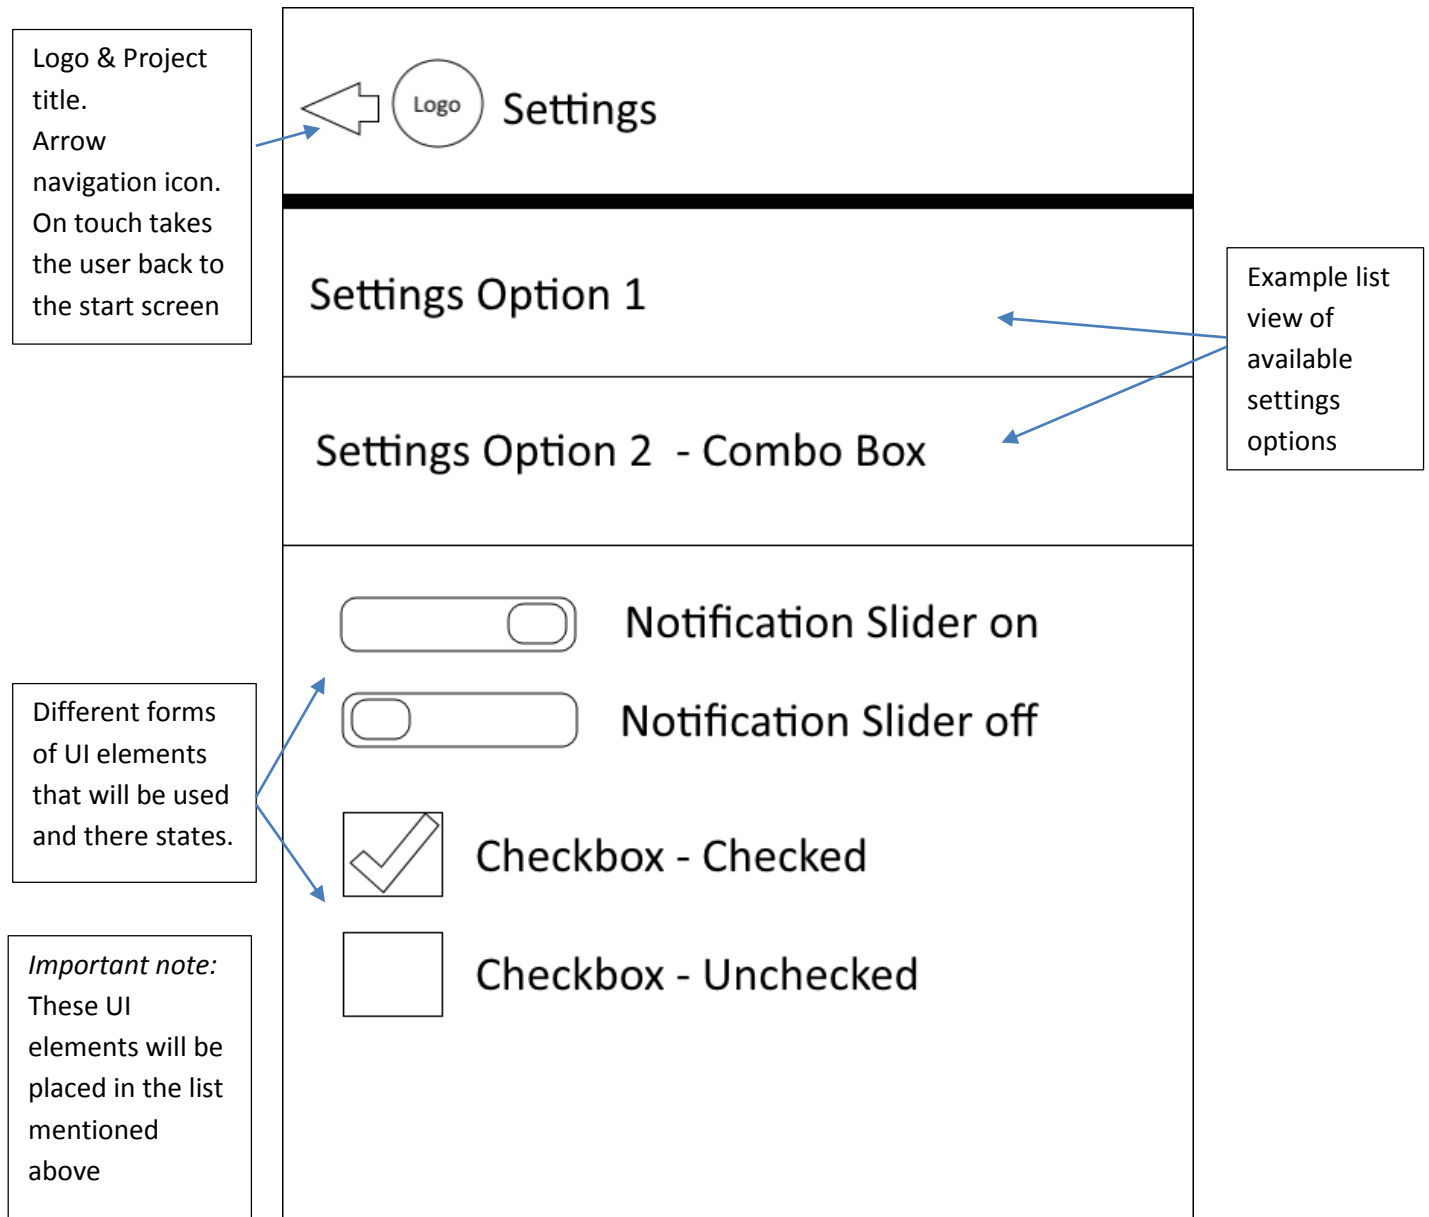 Logo & Project
title.
Arrow
navigation icon.
On touch takes
the user back to
the start screen
Logo
Settings
Settings Option 1
Settings Option 2  - Combo Box
Example list
view of
available
settings
options
Notification Slider on
Notification Slider off
Checkbox - Checked
Checkbox - Unchecked
Different forms
of UI elements
that will be used
and there states.
Important note:
These UI
elements will be
placed in the list
mentioned
above